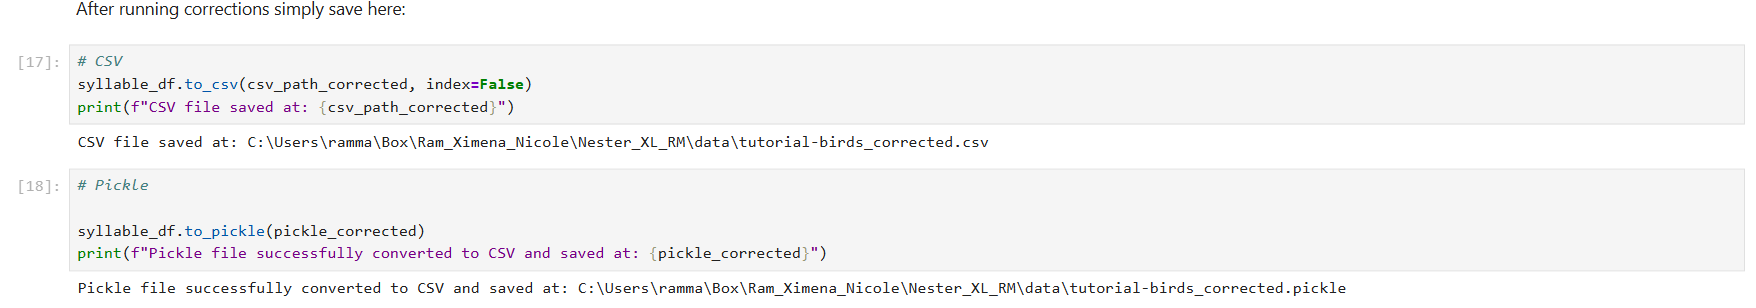 After running corrections simply save here:
[17]: # CSV
syllable_df.to_csv(csv_path_corrected, index=False)
print(f"CSV file saved at: {csv_path_corrected}")
CSV file saved at: C:\Users\ramma\Box\Ram_Ximena_Nicole\Nester_XL_RM\data\tutorial-birds_corrected.csv
[18]: # Pickle
syllable_df.to_pickle(pickle_corrected)
print(f"Pickle file successfully converted to CSV and saved at: {pickle_corrected}")
Pickle file successfully converted to CSV and saved at: C:\Users\ramma\Box\Ram_Ximena_Nicole\Nester_XL_RM\data\tutorial-birds_corrected.pickle